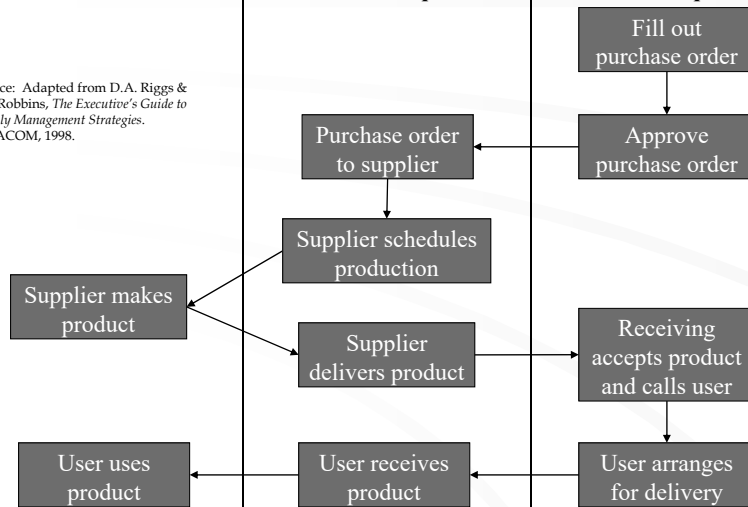 Fill out
purchase order
ce: Adapted from D.A. Riggs &
Robbins, The Executive's Guide to
ly Management Strategies.
ACOM, 1998.
Purchase order
to supplier
Approve
purchase order
Supplier schedules
production
Supplier makes
product
Supplier
delivers product
Receiving
accepts product
and calls user
User uses
product
User receives
product
User arranges
for delivery